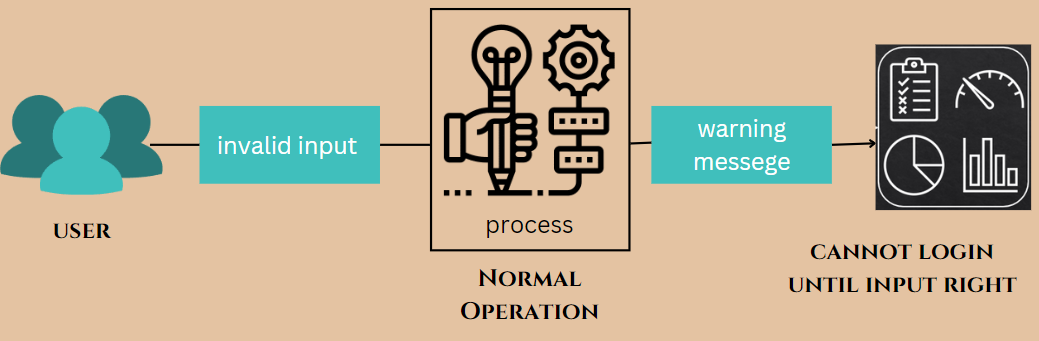 USER
invalid input
process
NORMAL
OPERATION
warning
messege
CANNOT LOGIN
UNTIL INPUT RIGHT